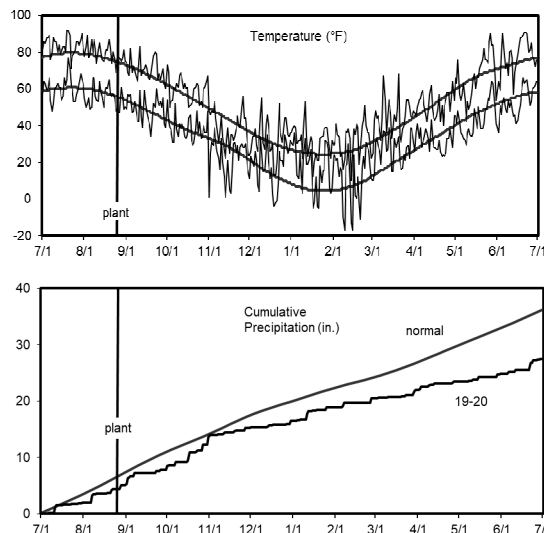 100
80
60
40
20
0
-20
Temperature (°F)
plant
7/1 8/1 9/1 10/1 11/1 12/1 1/1 2/1 3/1 4/1 5/1 6/1 7/1
40
30
20
10
0
Cumulative
Precipitation (in.)
normal
19-20
plant
7/1 8/1 9/1 10/1 11/1 12/1 1/1 2/1 3/1 4/1 5/1 6/1 7/